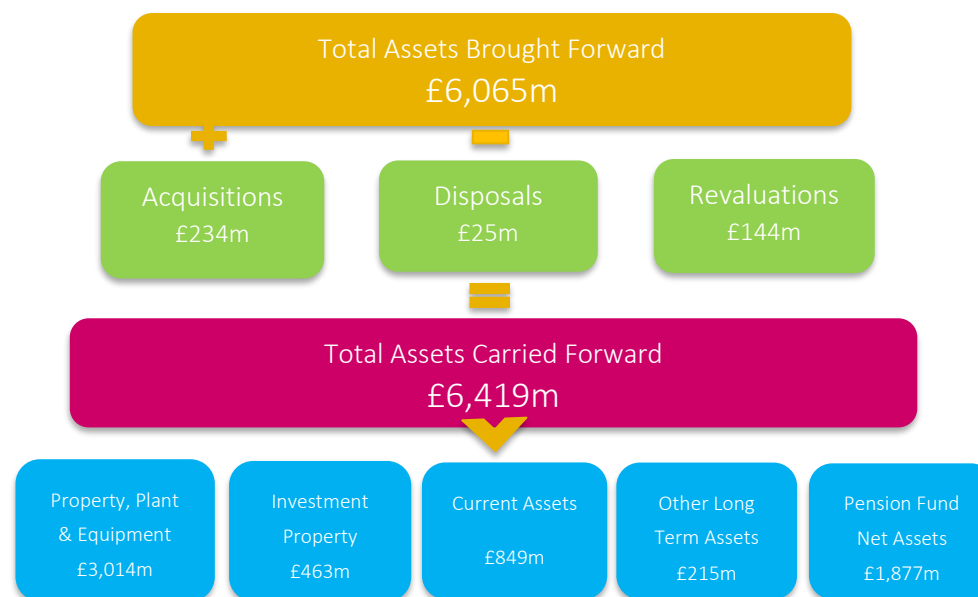 Total Assets Brought Forward
£6,065m
Acquisitions
£234m
Disposals
£25m
Revaluations
£144m
Total Assets Carried Forward
£6,419m
Property, Plant
& Equipment
£3,014m
Investment
Property
£463m
Current Assets
£849m
Other Long
Term Assets
£215m
Pension Fund
Net Assets
£1,877m